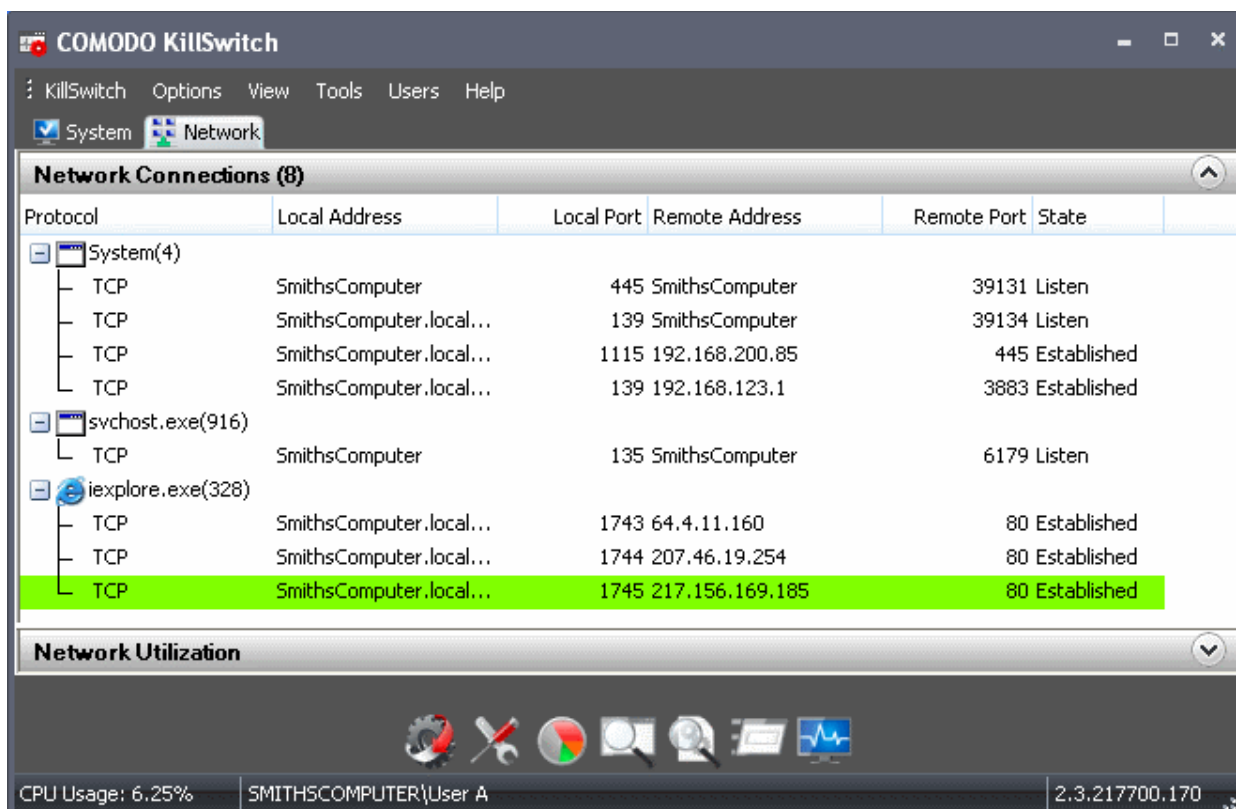 COMODO KillSwitch
KillSwitch Options View Tools Users Help
System Network
Network Connections (8)
Protocol Local Address Local Port Remote Address Remote Port State
System(4)
TCP SmithsComputer 445 SmithsComputer 39131 Listen
TCP SmithsComputer.local... 139 SmithsComputer 39134 Listen
TCP SmithsComputer.local... 1115 192.168.200.85 445 Established
TCP SmithsComputer.local... 139 192.168.123.1 3883 Established
svchost.exe(916)
TCP SmithsComputer 135 SmithsComputer 6179 Listen
iexplore.exe(328)
TCP SmithsComputer.local... 1743 64.4.11.160 80 Established
TCP SmithsComputer.local... 1744 207.46.19.254 80 Established
TCP SmithsComputer.local... 1745 217.156.169.185 80 Established
Network Utilization
CPU Usage: 6.25% SMITHSCOMPUTER\User A 2.3.217700.170